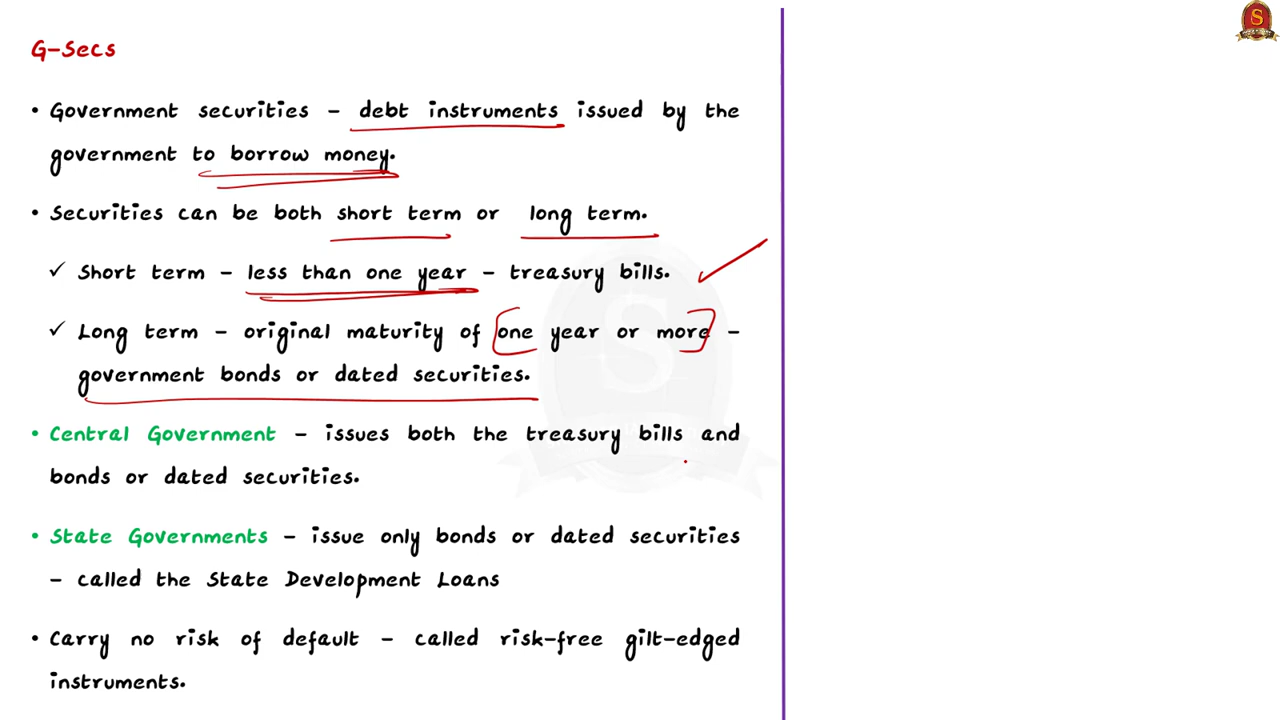 G-Secs
• Government securities – debt instruments issued by the
government to borrow money.
• Securities can be both short term or long term.
✓ Short term – less than one year – treasury bills.
✓ Long term – original maturity of one year or more –
government bonds or dated securities.
• Central Government – issues both the treasury bills and
bonds or dated securities.
• State Governments – issue only bonds or dated securities
– called the State Development Loans
• Carry no risk of default – called risk-free gilt-edged
instruments.